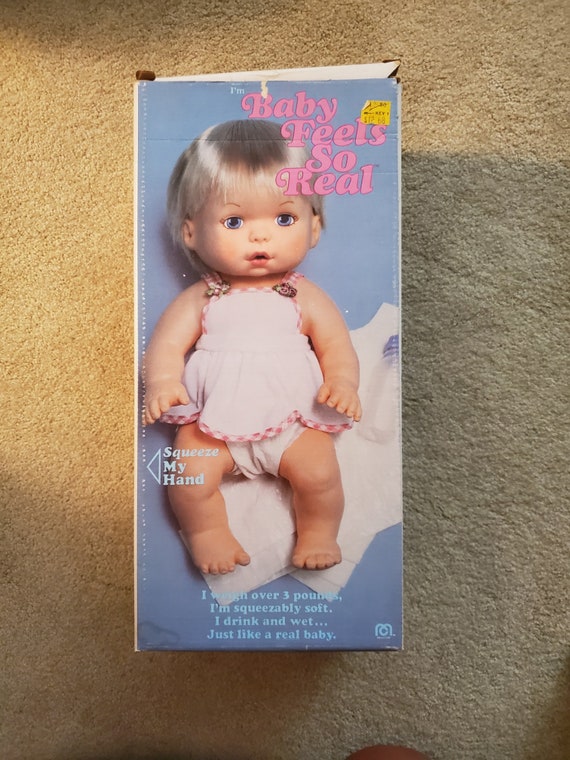 I'm
Baby
Feels
So
Real
Squeeze
My
Hand
I weigh over 3 pounds,
I'm squeezably soft.
I drink and wet...
Just like a real baby.